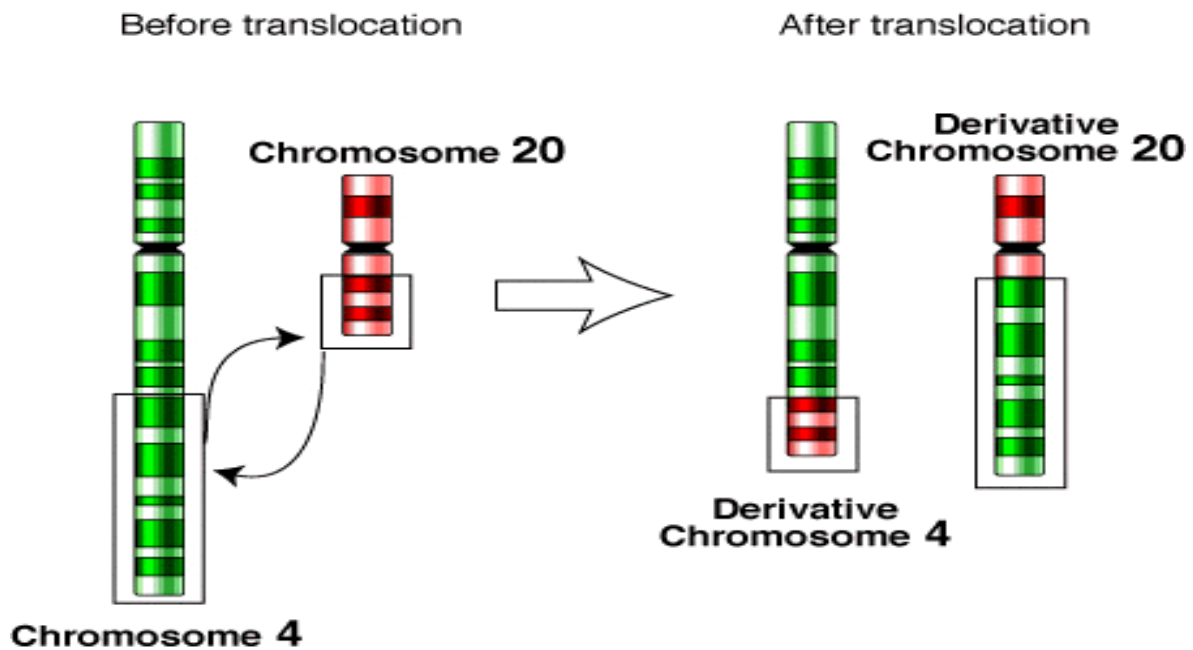 Before translocation
After translocation
Chromosome 20
Derivative
Chromosome 20
Derivative
Chromosome 4
Chromosome 4